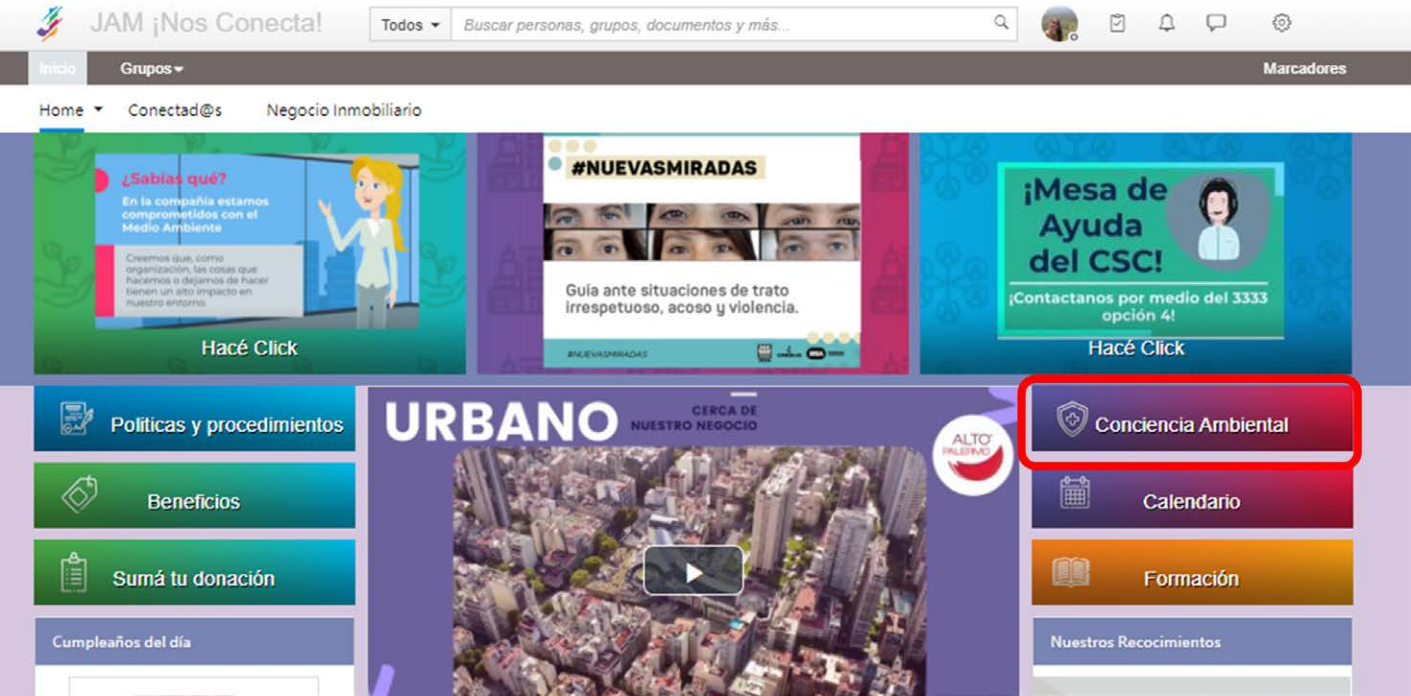 JAM ¡Nos Conecta!
Todos
Buscar personas, grupos, documentos y más...
Inicio
Grupos
Marcadores
Home
Conectad@s
Negocio Inmobiliario
¿Sabías qué?
En la compañía estamos
comprometidos con el
Medio Ambiente
Creemos que, como
organización, las cosas que
hacemos o dejamos de hacer
tienen un alto impacto en
nuestro entorno.
Hacé Click
#NUEVASMIRADAS
Guía ante situaciones de trato
irrespetuoso, acoso y violencia.
#NUEVASMIRADAS
¡Mesa de
Ayuda
del CSC!
¡Contactanos por medio del 3333
opción 4!
Hacé Click
Políticas y procedimientos
Beneficios
Sumá tu donación
Cumpleaños del día
URBANO
CERCA DE
NUESTRO NEGOCIO
ALTO
PALERMO
Conciencia Ambiental
Calendario
Formación
Nuestros Recocimientos